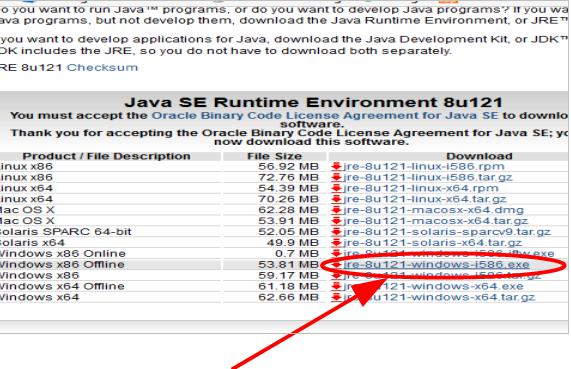 o you want to run Java™ programs, or do you want to develop Java programs? If you wa
ava programs, but not develop them, download the Java Runtime Environment, or JRE™
you want to develop applications for Java, download the Java Development Kit, or JDK™
DK includes the JRE, so you do not have to download both separately.
RE 8u121 Checksum
Java SE Runtime Environment 8u121
You must accept the Oracle Binary Code License Agreement for Java SE to downlo
software.
Thank you for accepting the Oracle Binary Code License Agreement for Java SE; yo
now download this software.
Product / File Description File Size Download
inux x86 56.92 MB jre-8u121-linux-i586.rpm
inux x86 72.76 MB jre-8u121-linux-i586.tar.gz
inux x64 54.39 MB jre-8u121-linux-x64.rpm
inux x64 70.26 MB jre-8u121-linux-x64.tar.gz
Mac OS X 62.28 MB jre-8u121-macosx-x64.dmg
Mac OS X 53.91 MB jre-8u121-macosx-x64.tar.gz
Solaris SPARC 64-bit 52.05 MB jre-8u121-solaris-sparcv9.tar.gz
Solaris x64 49.9 MB jre-8u121-solaris-x64.tar.gz
Windows x86 Online 0.7 MB jre-8u121-windows-i586-iftw.exe
Windows x86 Offline 53.81 MB jre-8u121-windows-i586.exe
Windows x86 59.17 MB jre-8u121-windows-i586.tar.gz
Windows x64 Offline 61.18 MB jre-8u121-windows-x64.exe
Windows x64 62.66 MB jre-8u121-windows-x64.tar.gz